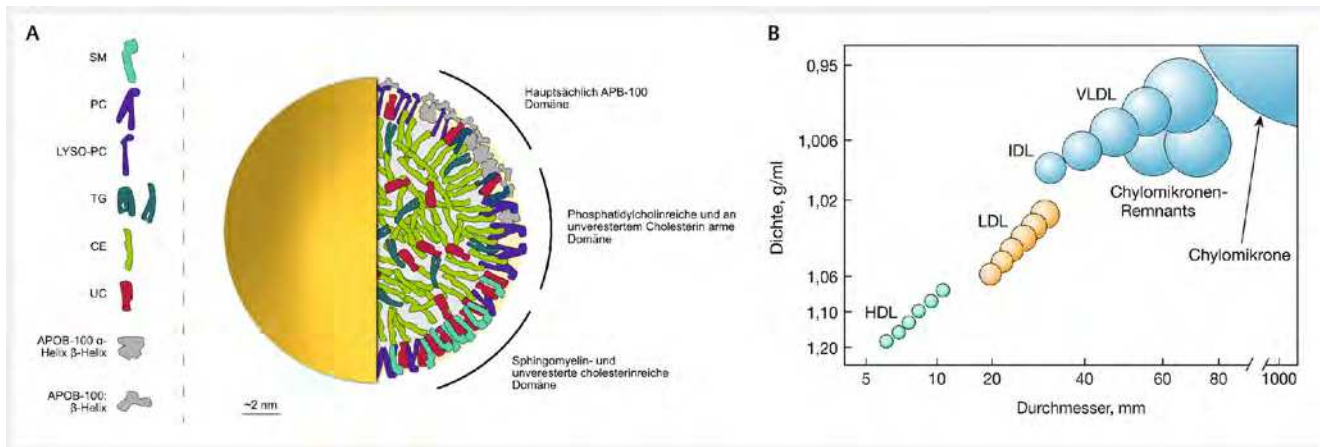 A
SM
PC
LYSO-PC
TG
CE
UC
APOB-100 α-
Helix β-Helix
APOB-100:
β-Helix
Hauptsächlich APB-100
Domäne
Phosphatidylcholinreiche und an
unverestertem Cholesterin arme
Domäne
Sphingomyelin- und
unveresterte cholesterinreiche
Domäne
~2 nm
B
Dichte, g/ml
0,95
1,006
1,02
1,06
1,10
1,20
VLDL
IDL
LDL
HDL
Chylomikronen-
Remnants
Chylomikrone
5 10 20 40 60 80 1000
Durchmesser, mm